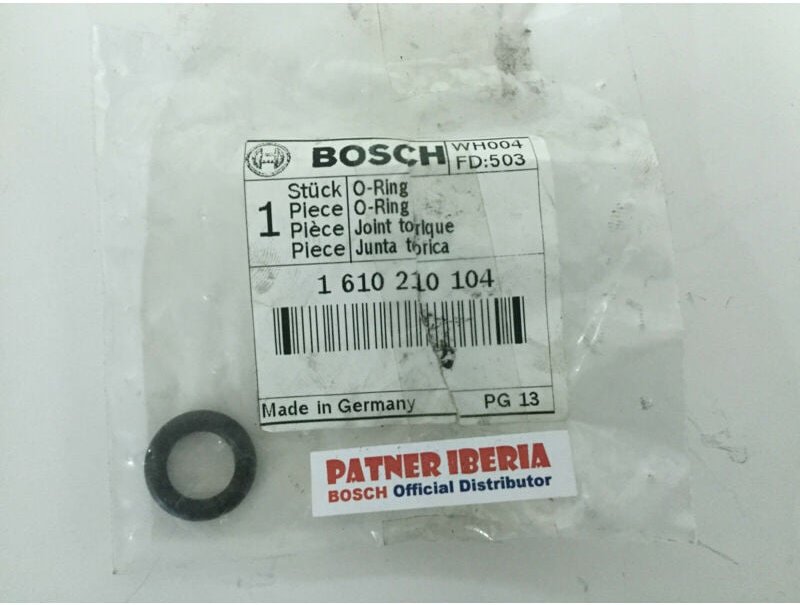 BOSCH WH004
FD:503
1 Stück O-Ring
Piece O-Ring
Pièce Joint torique
Piece Junta torica
1 610 210 104
Made in Germany PG 13
PATNER IBERIA
BOSCH Official Distributor